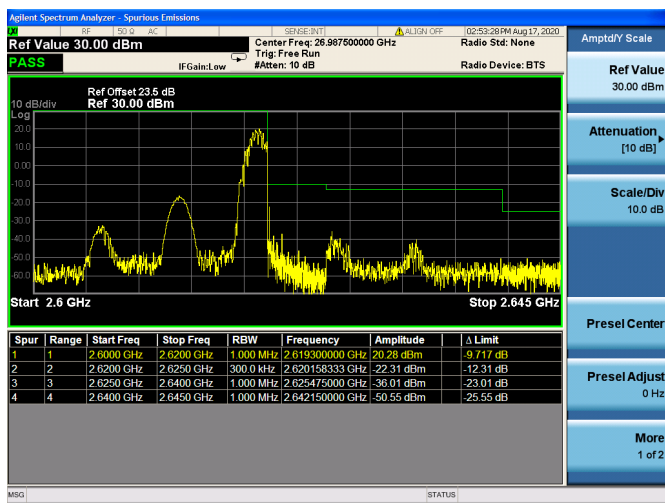 Agilent Spectrum Analyzer - Spurious Emissions
RF 50 Ω AC SENSE:INT ALIGN OFF 02:53:28 PM Aug 17, 2020
Ref Value 30.00 dBm Center Freq: 26.987500000 GHz Radio Std: None
Trig: Free Run
PASS IFGain:Low #Atten: 10 dB Radio Device: BTS
Ref Offset 23.5 dB
10 dB/div Ref 30.00 dBm
Log
20.0
10.0
0.00
-10.0
-20.0
-30.0
-40.0
-50.0
-60.0
Start 2.6 GHz Stop 2.645 GHz
Spur Range Start Freq Stop Freq RBW Frequency Amplitude Δ Limit
1 1 2.6000 GHz 2.6200 GHz 1.000 MHz 2.619300000 GHz 20.28 dBm -9.717 dB
2 2 2.6200 GHz 2.6250 GHz 300.0 kHz 2.620158333 GHz -22.31 dBm -12.31 dB
3 3 2.6250 GHz 2.6400 GHz 1.000 MHz 2.625475000 GHz -36.01 dBm -23.01 dB
4 4 2.6400 GHz 2.6450 GHz 1.000 MHz 2.642150000 GHz -50.55 dBm -25.55 dB
MSG STATUS
Amptd/Y Scale
Ref Value
30.00 dBm
Attenuation
[10 dB]
Scale/Div
10.0 dB
Presel Center
Presel Adjust
0 Hz
More
1 of 2